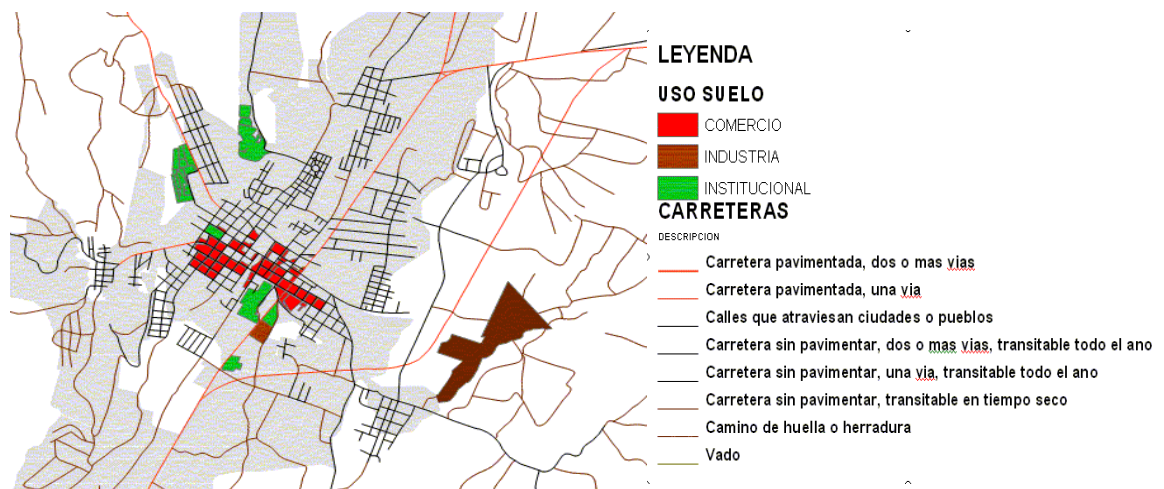 LEYENDA
USO SUELO
COMERCIO
INDUSTRIA
INSTITUCIONAL
CARRETERAS
DESCRIPCION
Carretera pavimentada, dos o mas vias
Carretera pavimentada, una via
Calles que atraviesan ciudades o pueblos
Carretera sin pavimentar, dos o mas vias, transitable todo el ano
Carretera sin pavimentar, una via, transitable todo el ano
Carretera sin pavimentar, transitable en tiempo seco
Camino de huella o herradura
Vado